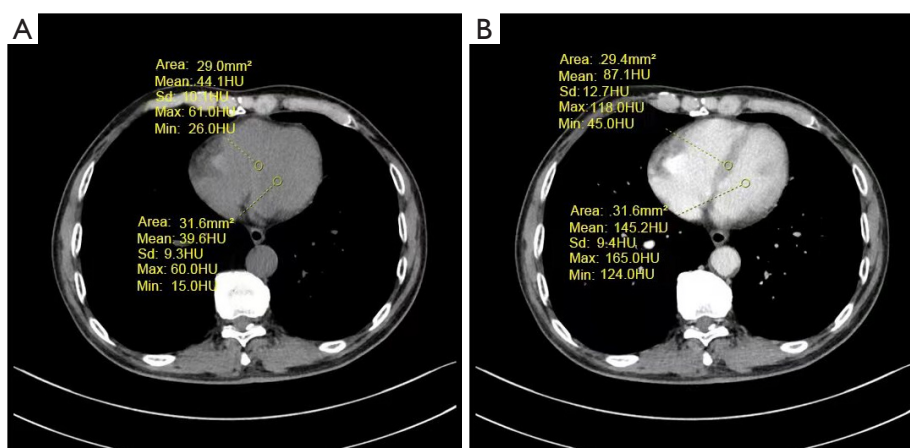 A
Area: 29.0mm²
Mean: 44.1HU
Sd: 10.1HU
Max: 61.0HU
Min: 26.0HU
Area: 31.6mm²
Mean: 39.6HU
Sd: 9.3HU
Max: 60.0HU
Min: 15.0HU
B
Area: 29.4mm²
Mean: 87.1HU
Sd: 12.7HU
Max: 118.0HU
Min: 45.0HU
Area: 31.6mm²
Mean: 145.2HU
Sd: 9.4HU
Max: 165.0HU
Min: 124.0HU